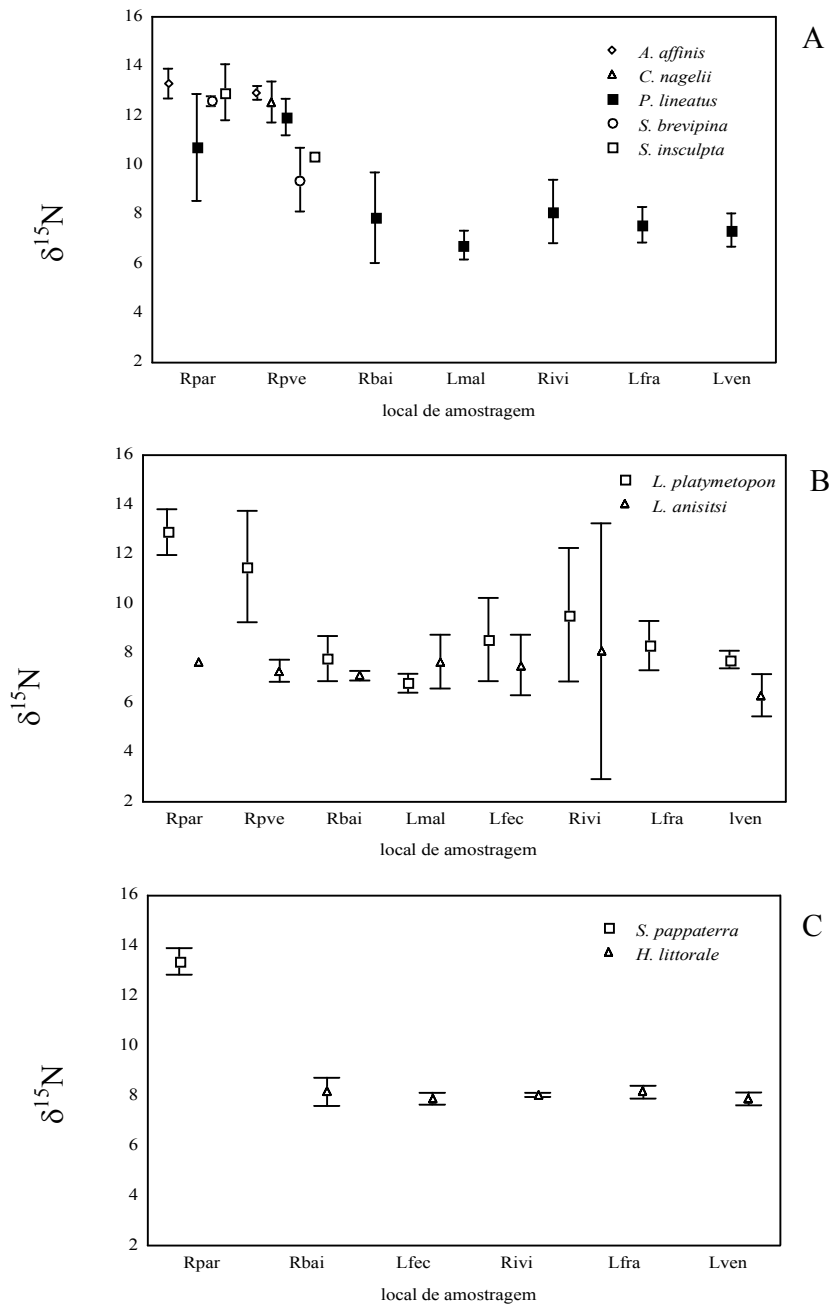 A
16
14
12
10
8
6
4
2
δ15N
A. affinis
C. nagelii
P. lineatus
S. brevipina
S. insculpta
Rpar Rpve Rbai Lmal Rivi Lfra Lven
local de amostragem
B
16
14
12
10
8
6
4
2
δ15N
L. platymetopon
L. anisitsi
Rpar Rpve Rbai Lmal Lfec Rivi Lfra lven
local de amostragem
C
16
14
12
10
8
6
4
2
δ15N
S. pappaterra
H. littorale
Rpar Rbai Lfec Rivi Lfra Lven
local de amostragem